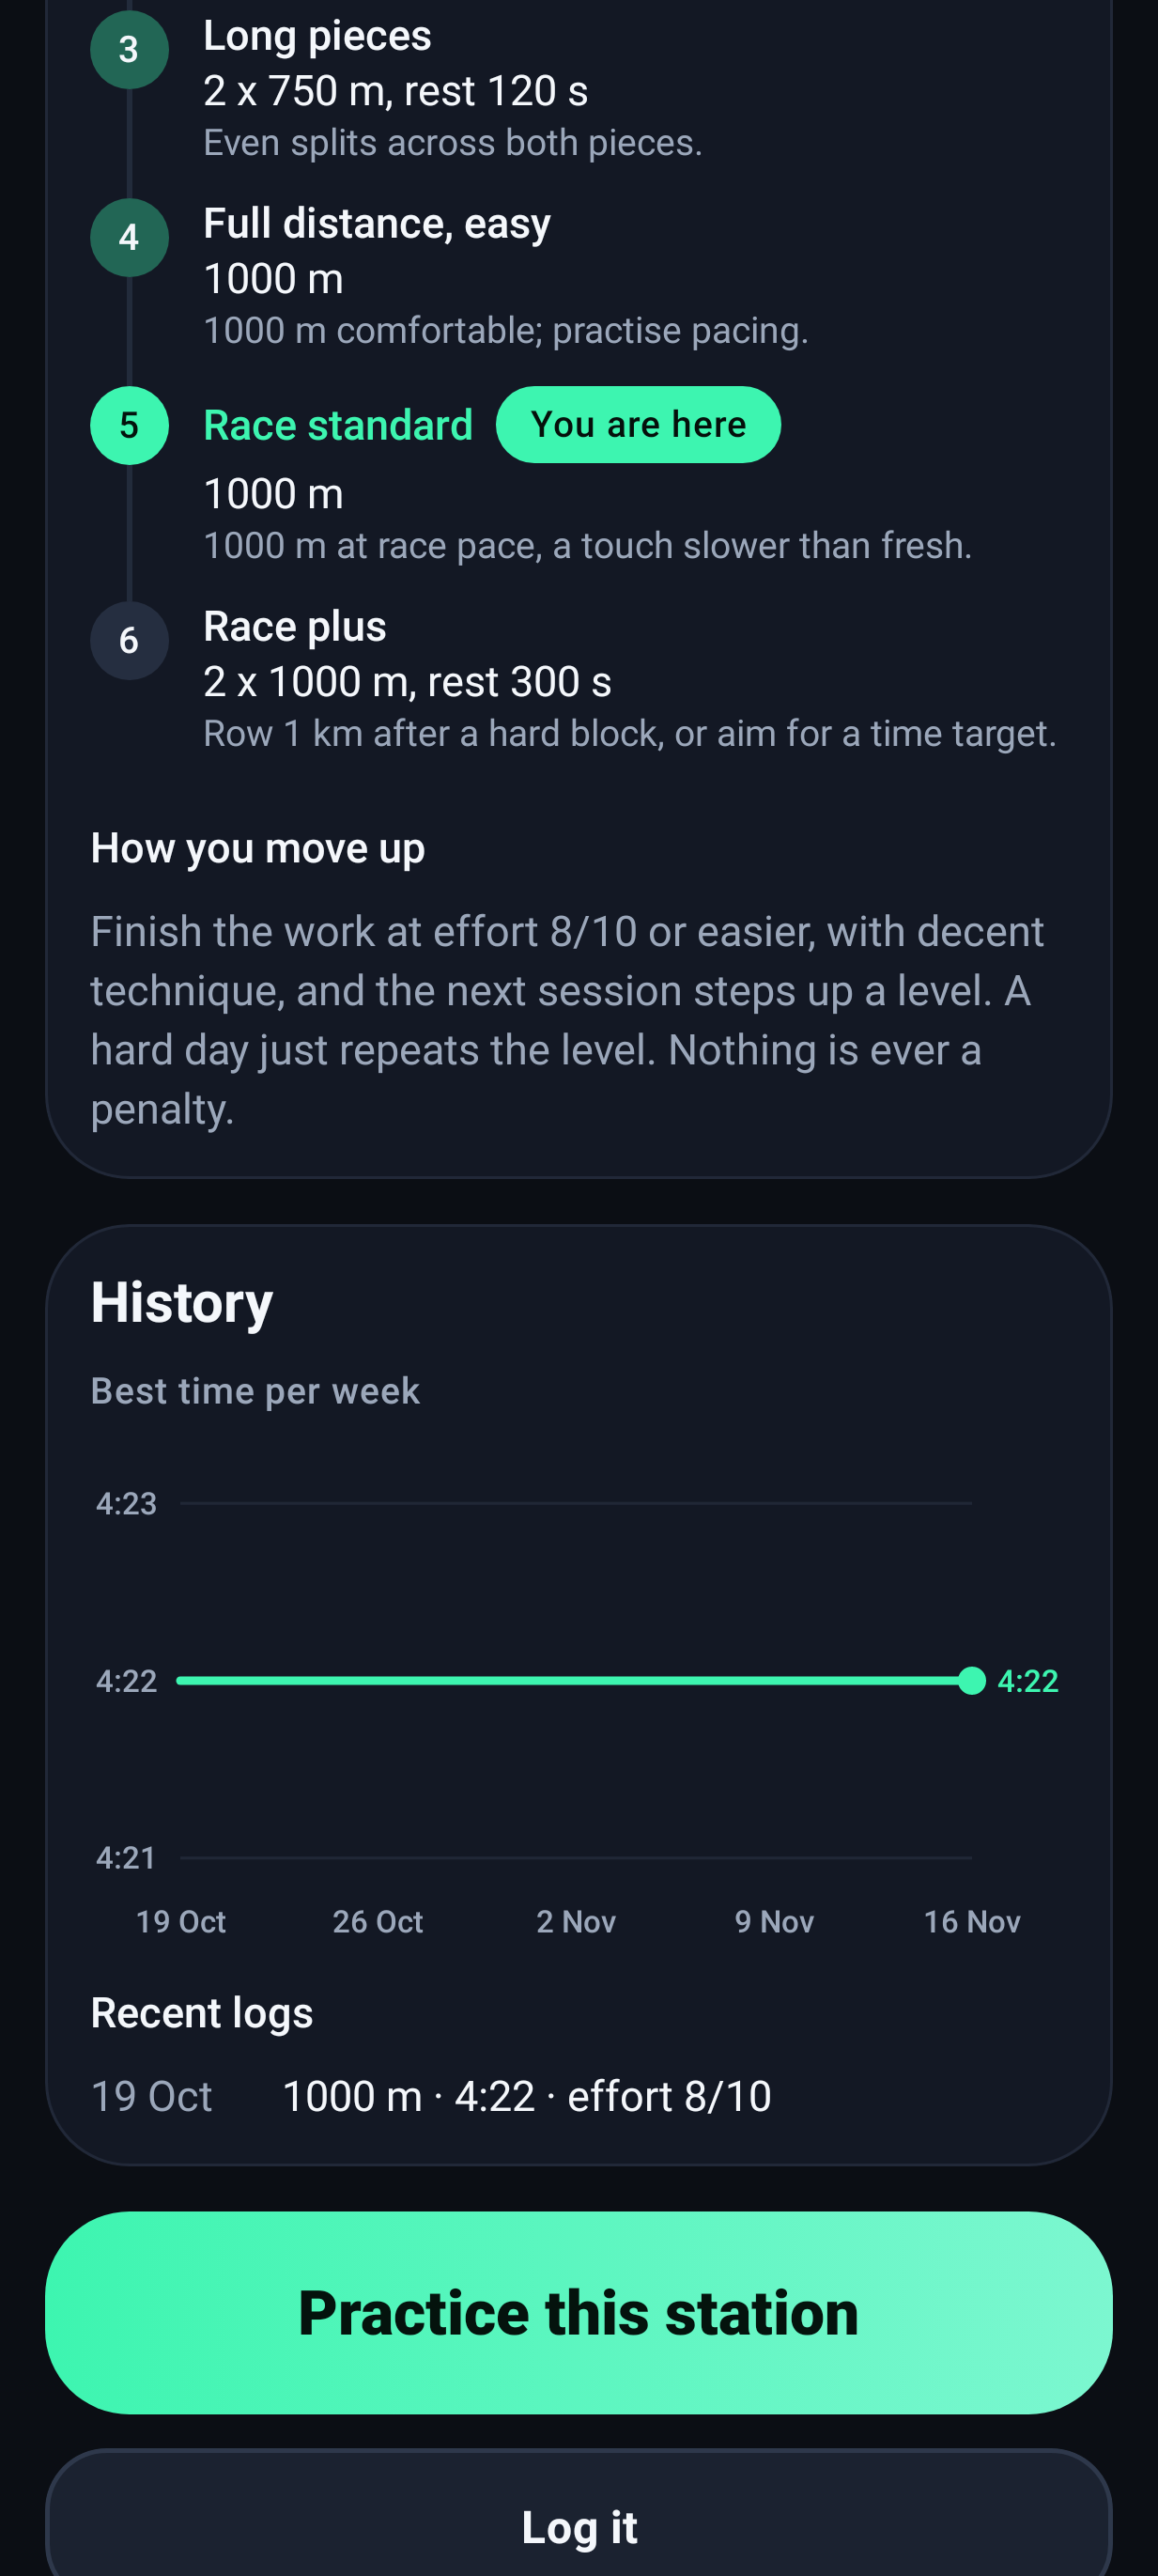 3
Long pieces
2 x 750 m, rest 120 s
Even splits across both pieces.
4
Full distance, easy
1000 m
1000 m comfortable; practise pacing.
5
Race standard
You are here
1000 m
1000 m at race pace, a touch slower than fresh.
6
Race plus
2 x 1000 m, rest 300 s
Row 1 km after a hard block, or aim for a time target.
How you move up
Finish the work at effort 8/10 or easier, with decent
technique, and the next session steps up a level. A
hard day just repeats the level. Nothing is ever a
penalty.
History
Best time per week
4:23
4:22
4:22
4:21
19 Oct 26 Oct 2 Nov 9 Nov 16 Nov
Recent logs
19 Oct 1000 m · 4:22 · effort 8/10
Practice this station
Log it